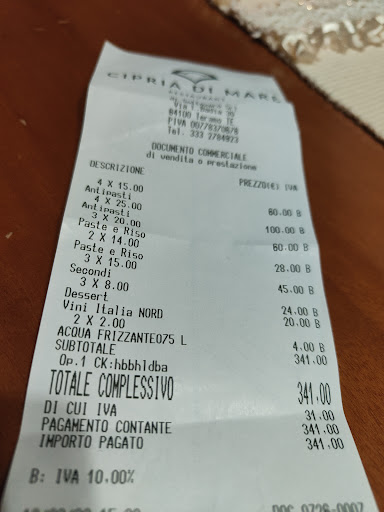 CIPRIA DI MARE
RESTAURANT
64100 Teramo TE
Tel. 333 2784923
DOCUMENTO COMMERCIALE
di vendita o prestazione
DESCRIZIONE PREZZO(€) IVA
4 X 15.00
Antipasti 60.00 B
4 X 25.00
Antipasti 100.00 B
3 X 20.00
Paste e Riso 60.00 B
2 X 14.00
Paste e Riso 28.00 B
3 X 15.00
Secondi 45.00 B
3 X 8.00
Dessert 24.00 B
Vini Italia NORD 20.00 B
2 X 2.00
ACQUA FRIZZANTE075 L 4.00 B
SUBTOTALE 341.00
Op.1 CK:hbbhldba
TOTALE COMPLESSIVO 341.00
DI CUI IVA 31.00
PAGAMENTO CONTANTE 341.00
IMPORTO PAGATO 341.00
B: IVA 10.00%